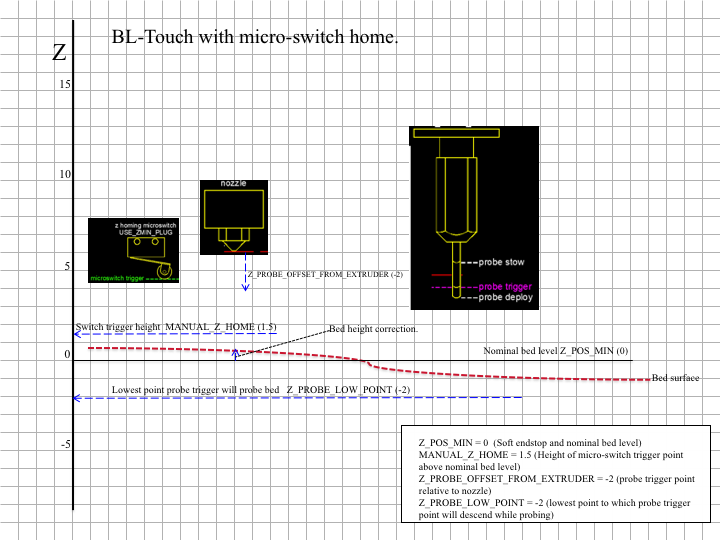 BL-Touch with micro-switch home.
Z
15
10
5
0
-5
nozzle
z homing microswitch
USE_ZMIN_PLUG
microswitch trigger
probe stow
probe trigger
probe deploy
Z_PROBE_OFFSET_FROM_EXTRUDER (-2)
Switch trigger height MANUAL_Z_HOME (1.5)
Bed height correction.
Nominal bed level Z_POS_MIN (0)
Bed surface
Lowest point probe trigger will probe bed Z_PROBE_LOW_POINT (-2)
Z_POS_MIN = 0 (Soft endstop and nominal bed level)
MANUAL_Z_HOME = 1.5 (Height of micro-switch trigger point
above nominal bed level)
Z_PROBE_OFFSET_FROM_EXTRUDER = -2 (probe trigger point
relative to nozzle)
Z_PROBE_LOW_POINT = -2 (lowest point to which probe trigger
point will descend while probing)